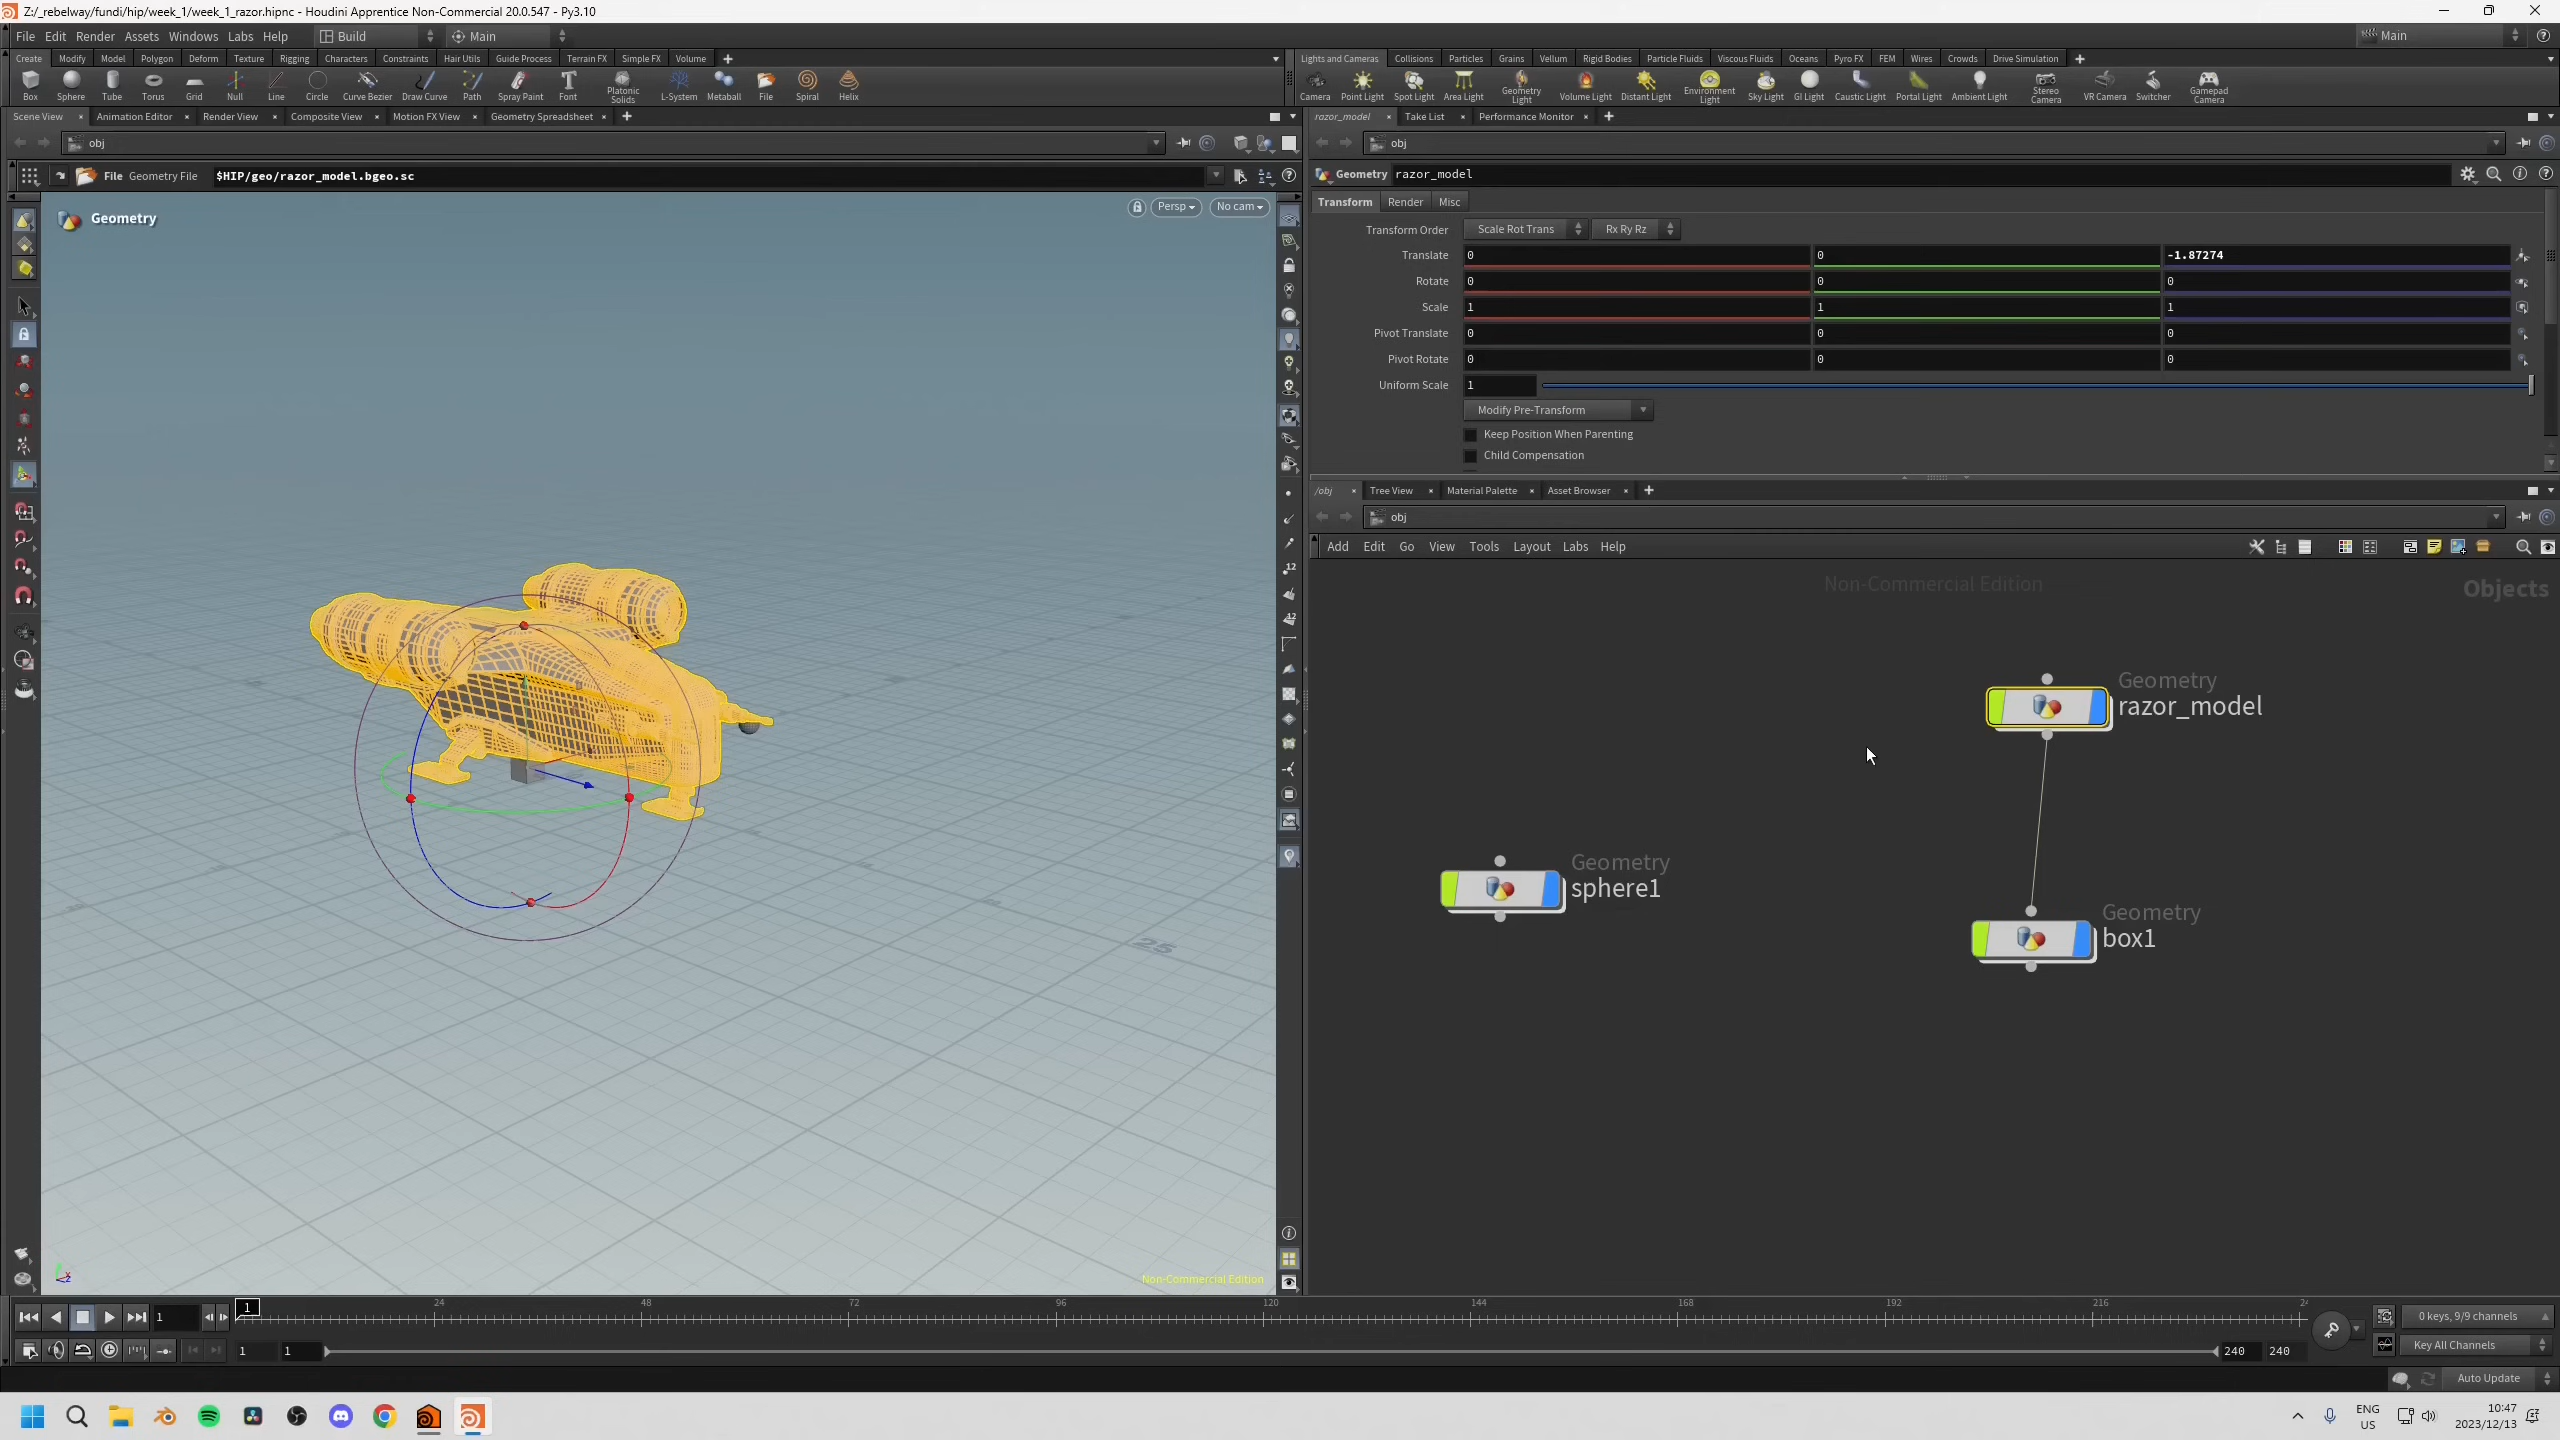 Z:/_rebelway/fundi/hip/week_1/week_1_razor.hipnc - Houdini Apprentice Non-Commercial 20.0.547 - Py3.10
File Edit Render Assets Windows Labs Help Build Main Main
Create Modify Model Polygon Deform Texture Rigging Characters Constraints Hair Utils Guide Process Terrain FX Simple FX Volume
Lights and Cameras Collisions Particles Grains Vellum Rigid Bodies Particle Fluids Viscous Fluids Oceans Pyro FX FEM Wires Crowds Drive Simulation
Box Sphere Tube Torus Grid Null Line Circle Curve Bezier Draw Curve Path Spray Paint Font Platonic Solids L-System Metaball File Spiral Helix
Camera Point Light Spot Light Area Light Geometry Light Volume Light Distant Light Environment Light Sky Light GI Light Caustic Light Portal Light Ambient Light Stereo Camera VR Camera Switcher Gamepad Camera
Scene View Animation Editor Render View Composite View Motion FX View Geometry Spreadsheet
razor_model Take List Performance Monitor
obj
obj
File Geometry File $HIP/geo/razor_model.bgeo.sc
Geometry razor_model
Geometry Persp No cam
Transform Render Misc
Transform Order Scale Rot Trans Rx Ry Rz
Translate 0 0 -1.87274
Rotate 0 0 0
Scale 1 1 1
Pivot Translate 0 0 0
Pivot Rotate 0 0 0
Uniform Scale 1
Modify Pre-Transform
Keep Position When Parenting
Child Compensation
/obj Tree View Material Palette Asset Browser
obj
Add Edit Go View Tools Layout Labs Help
Non-Commercial Edition
Objects
Geometry
razor_model
Geometry
sphere1
Geometry
box1
25
Non-Commercial Edition
1 1 24 48 72 96 120 144 168 192 216 24
0 keys, 9/9 channels
1 1 240 240
Key All Channels
Auto Update
ENG
US
10:47
2023/12/13